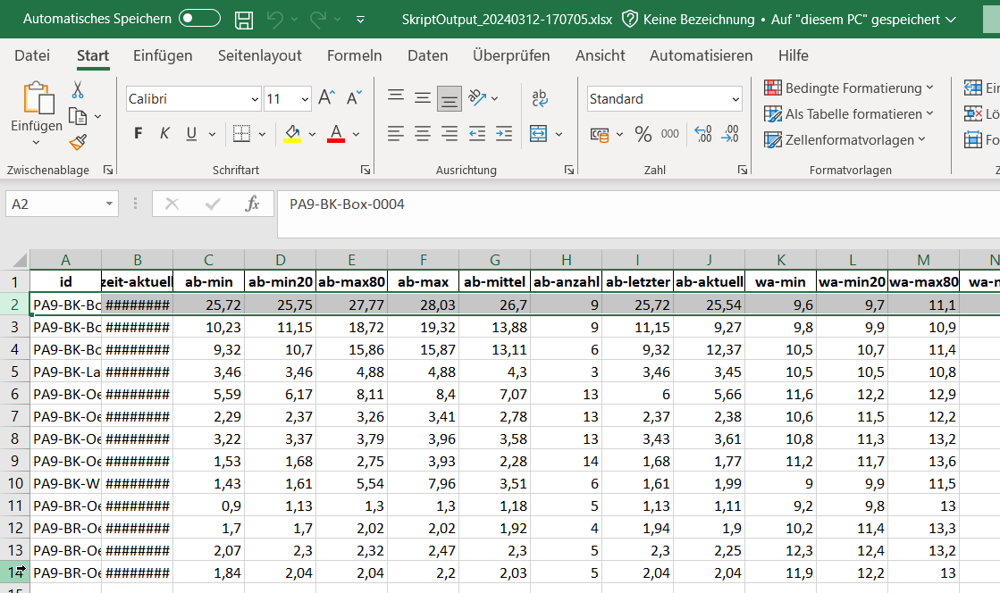 Automatisches Speichern SkriptOutput_20240312-170705.xlsx Keine Bezeichnung • Auf "diesem PC" gespeichert
Datei Start Einfügen Seitenlayout Formeln Daten Überprüfen Ansicht Automatisieren Hilfe
Einfügen
Calibri 11
F K U A
Zwischenablage Schriftart
ab
Ausrichtung
Standard
% 000 ,00 ,00
Zahl
Bedingte Formatierung
Als Tabelle formatieren
Zellenformatvorlagen
Formatvorlagen
Ein
Lö
Fo
Z
A2 fx PA9-BK-Box-0004
A B C D E F G H I J K L M N
1 id zeit-aktuell ab-min ab-min20 ab-max80 ab-max ab-mittel ab-anzahl ab-letzter ab-aktuell wa-min wa-min20 wa-max80 wa-m
2 PA9-BK-Bo ######## 25,72 25,75 27,77 28,03 26,7 9 25,72 25,54 9,6 9,7 11,1
3 PA9-BK-Bo ######## 10,23 11,15 18,72 19,32 13,88 9 11,15 9,27 9,8 9,9 10,9
4 PA9-BK-Bo ######## 9,32 10,7 15,86 15,87 13,11 6 9,32 12,37 10,5 10,7 11,4
5 PA9-BK-La ######## 3,46 3,46 4,88 4,88 4,3 3 3,46 3,45 10,5 10,5 10,8
6 PA9-BK-Oe ######## 5,59 6,17 8,11 8,4 7,07 13 6 5,66 11,6 12,2 12,9
7 PA9-BK-Oe ######## 2,29 2,37 3,26 3,41 2,78 13 2,37 2,38 10,6 11,5 12,2
8 PA9-BK-Oe ######## 3,22 3,37 3,79 3,96 3,58 13 3,43 3,61 10,8 11,3 13,2
9 PA9-BK-Oe ######## 1,53 1,68 2,75 3,93 2,28 14 1,68 1,77 11,2 11,7 13,6
10 PA9-BK-W ######## 1,43 1,61 5,54 7,96 3,51 6 1,61 1,99 9 9,9 11,5
11 PA9-BR-Oe ######## 0,9 1,13 1,3 1,3 1,18 5 1,13 1,11 9,2 9,8 13
12 PA9-BR-Oe ######## 1,7 1,7 2,02 2,02 1,92 4 1,94 1,9 10,2 11,4 13,3
13 PA9-BR-Oe ######## 2,07 2,3 2,32 2,47 2,3 5 2,3 2,25 12,3 12,4 13,2
14 PA9-BR-Oe ######## 1,84 2,04 2,04 2,2 2,03 5 2,04 2,04 11,9 12,2 13